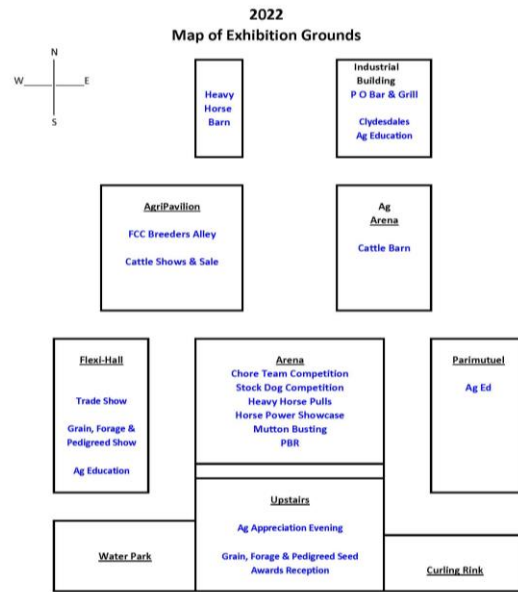 2022
Map of Exhibition Grounds
N
W E
S
Heavy
Horse
Barn
Industrial
Building
P O Bar & Grill
Clydesdales
Ag Education
AgriPavilion
FCC Breeders Alley
Cattle Shows & Sale
Ag
Arena
Cattle Barn
Flexi-Hall
Trade Show
Grain, Forage &
Pedigreed Show
Ag Education
Arena
Chore Team Competition
Stock Dog Competition
Heavy Horse Pulls
Horse Power Showcase
Mutton Busting
PBR
Parimutuel
Ag Ed
Upstairs
Ag Appreciation Evening
Grain, Forage & Pedigreed Seed
Awards Reception
Water Park
Curling Rink